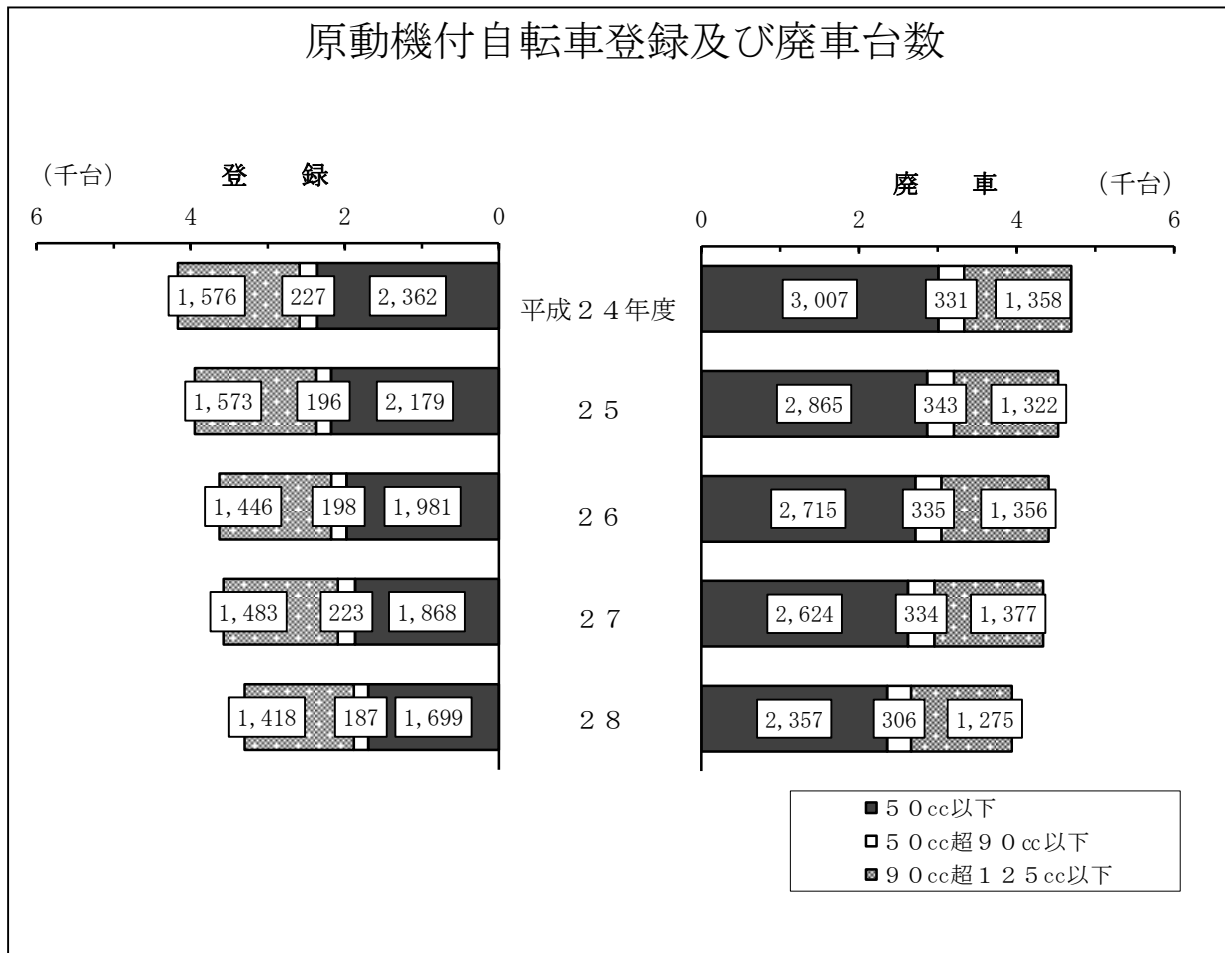 原動機付自転車登録及び廃車台数
(千台) 登 録 廃 車 (千台)
6 4 2 0 0 2 4 6
1,576 227 2,362 平成２４年度 3,007 331 1,358
1,573 196 2,179 ２５ 2,865 343 1,322
1,446 198 1,981 ２６ 2,715 335 1,356
1,483 223 1,868 ２７ 2,624 334 1,377
1,418 187 1,699 ２８ 2,357 306 1,275
５０cc以下
５０cc超９０cc以下
９０cc超１２５cc以下